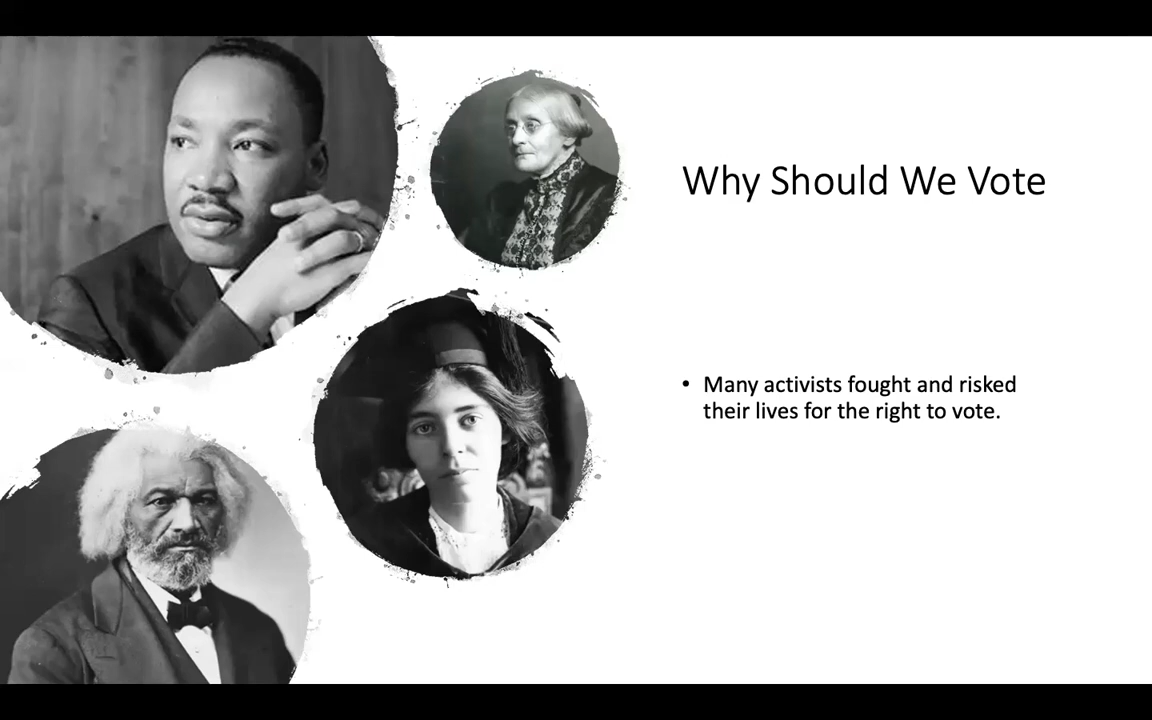 Why Should We Vote
• Many activists fought and risked
their lives for the right to vote.